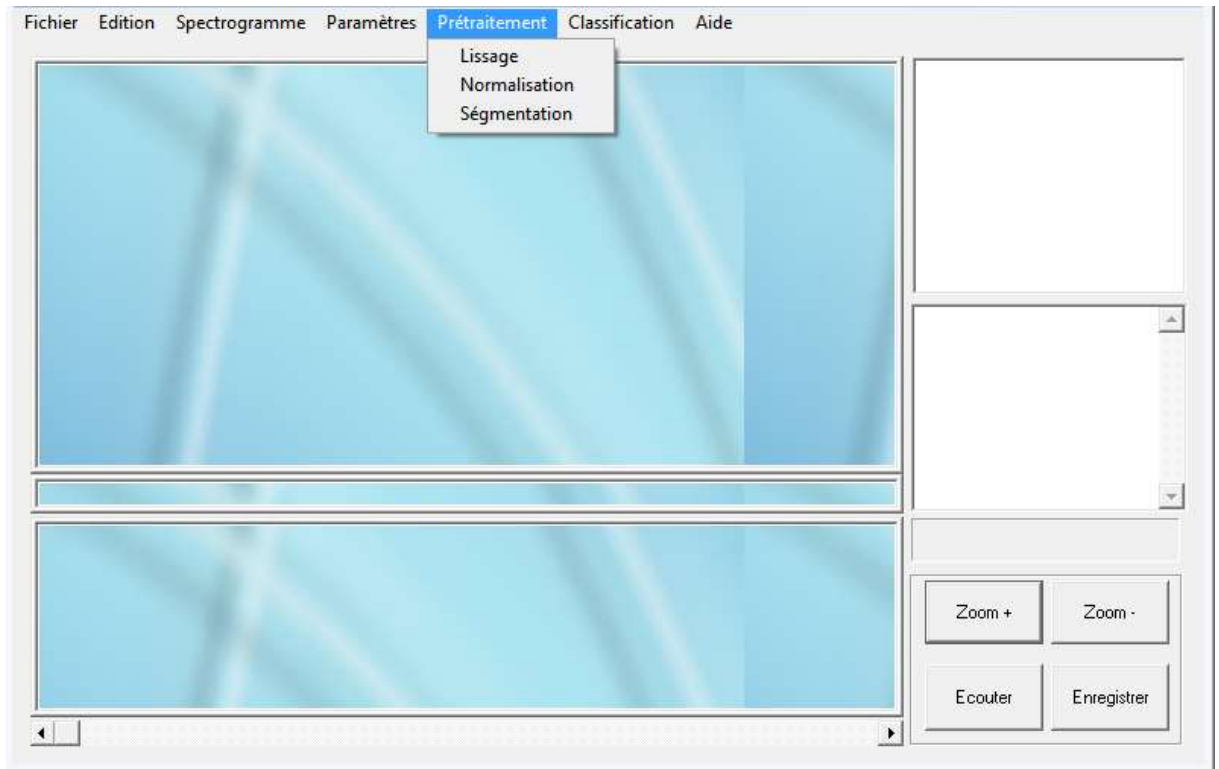 Fichier Edition Spectrogramme Paramètres Prétraitement Classification Aide
Lissage
Normalisation
Ségmentation
Zoom + Zoom -
Ecouter Enregistrer